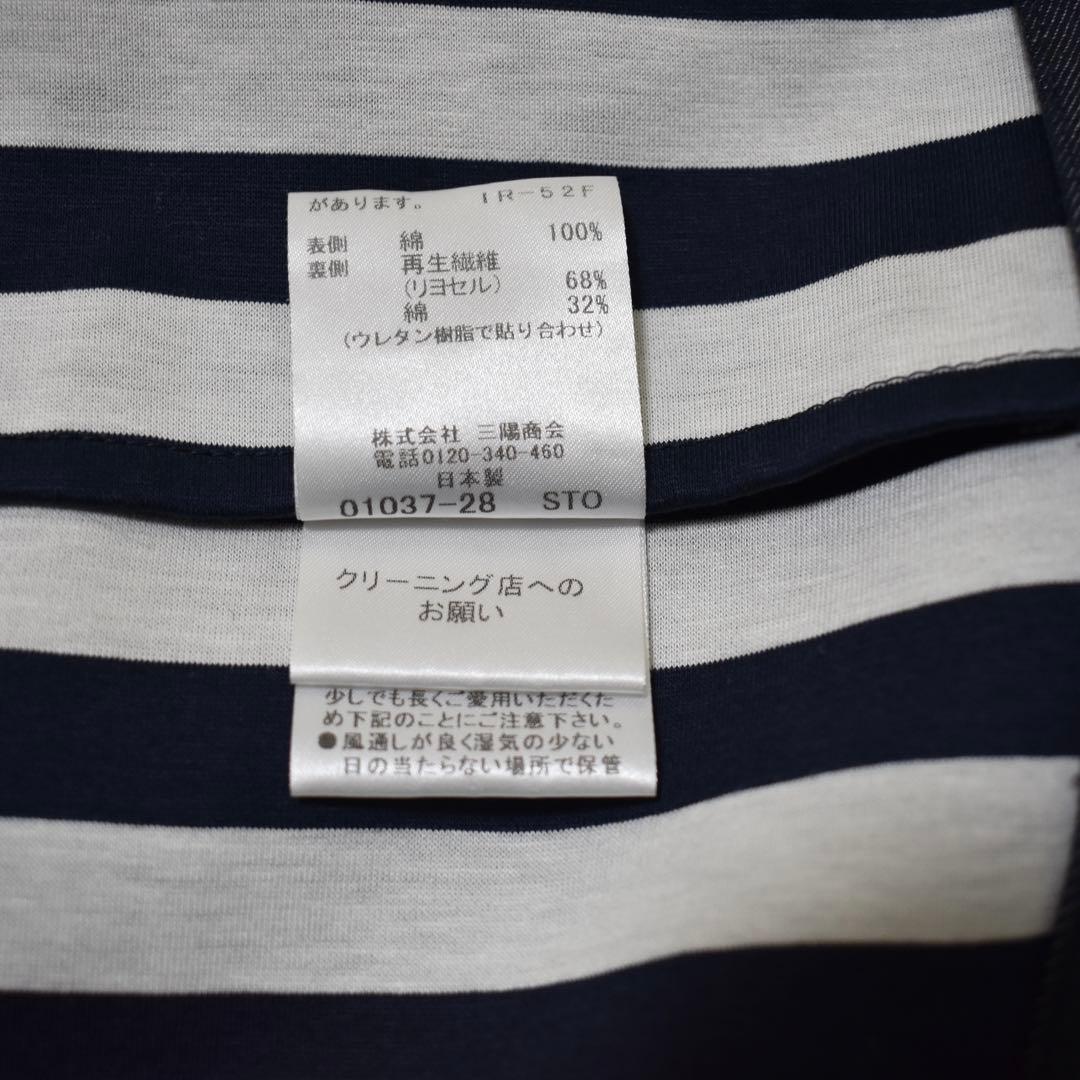 があります。 IR-52F
表側 綿 100%
裏側 再生繊維
(リヨセル) 68%
綿 32%
(ウレタン樹脂で貼り合わせ)
株式会社 三陽商会
電話0120-340-460
日本製
01037-28 STO
クリーニング店への
お願い
少しでも長くご愛用いただくた
め下記のことにご注意下さい。
●風通しが良く湿気の少ない
日の当たらない場所で保管